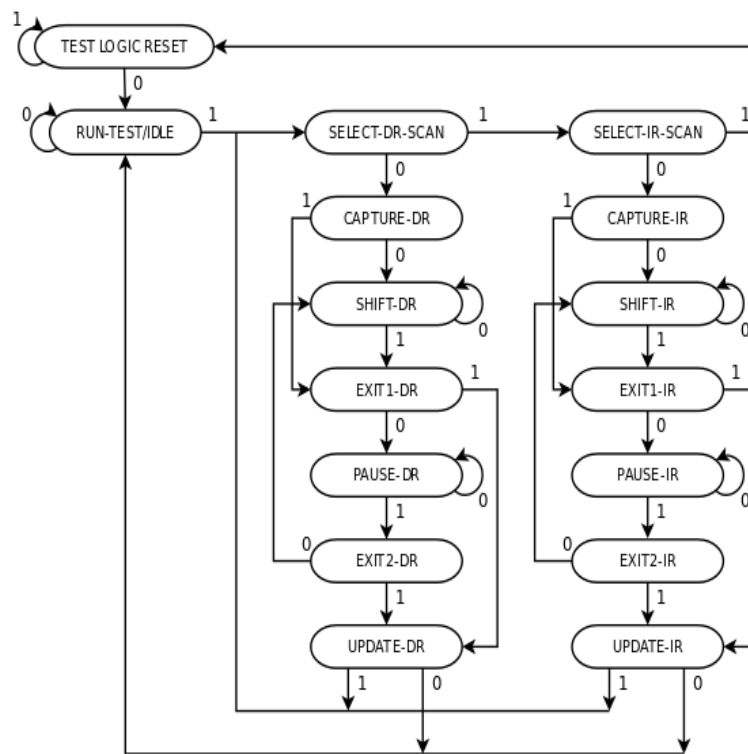 1
TEST LOGIC RESET
0
0
RUN-TEST/IDLE
1
SELECT-DR-SCAN
1
SELECT-IR-SCAN
1
0
0
1
CAPTURE-DR
1
CAPTURE-IR
0
0
SHIFT-DR
0
SHIFT-IR
0
1
1
EXIT1-DR
1
EXIT1-IR
1
0
0
PAUSE-DR
0
PAUSE-IR
0
1
1
0
EXIT2-DR
0
EXIT2-IR
1
1
UPDATE-DR
UPDATE-IR
1
0
1
0